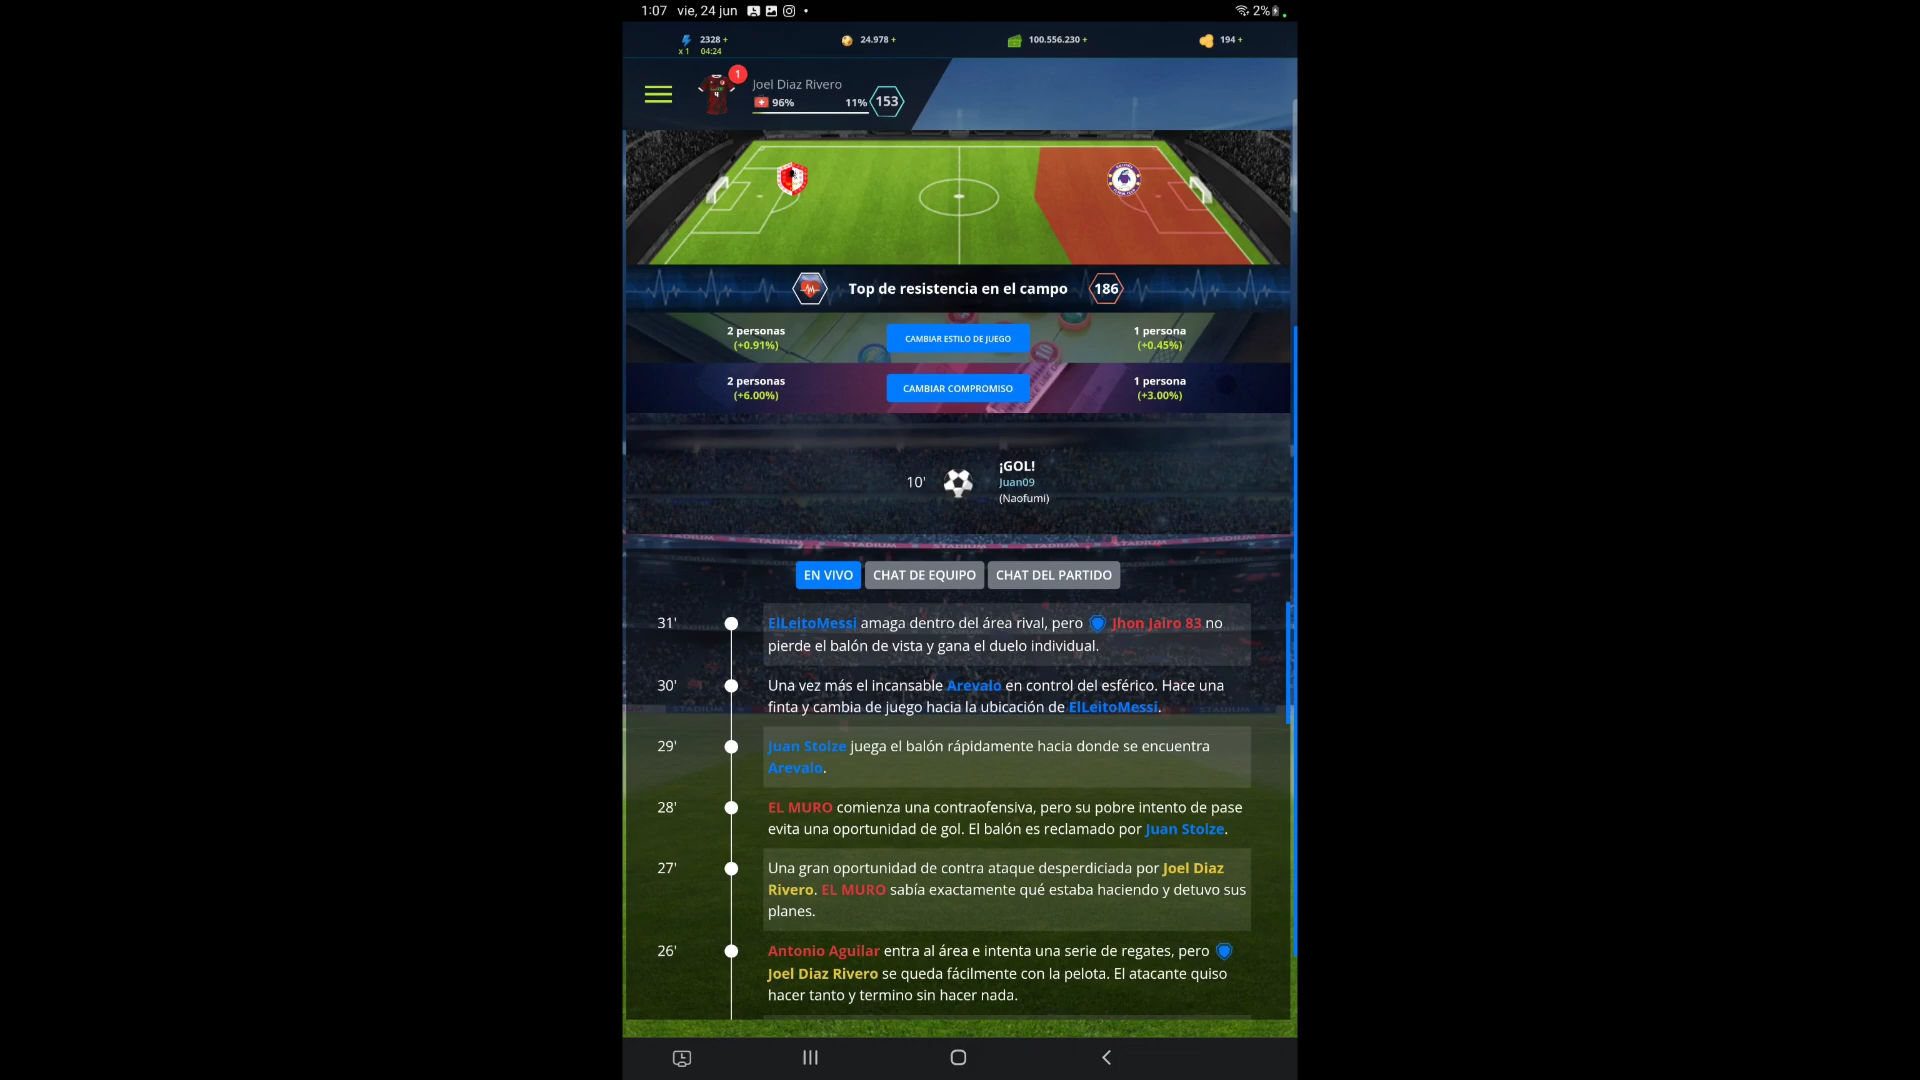 1:07 vie, 24 jun
2%
2328 +
x 1 04:24
24.978 +
100.556.230 +
194 +
1
4
Joel Diaz Rivero
96% 11%
153
Top de resistencia en el campo
186
2 personas
(+0.91%)
CAMBIAR ESTILO DE JUEGO
1 persona
(+0.45%)
2 personas
(+6.00%)
CAMBIAR COMPROMISO
1 persona
(+3.00%)
10'
¡GOL!
Juan09
(Naofumi)
STADIUM STADIUM STADIUM STADIUM STADIUM STADIUM
EN VIVO
CHAT DE EQUIPO
CHAT DEL PARTIDO
31'
ElLeitoMessi amaga dentro del área rival, pero Jhon Jairo 83 no
pierde el balón de vista y gana el duelo individual.
30'
Una vez más el incansable Arevalo en control del esférico. Hace una
finta y cambia de juego hacia la ubicación de ElLeitoMessi.
29'
Juan Stolze juega el balón rápidamente hacia donde se encuentra
Arevalo.
28'
EL MURO comienza una contraofensiva, pero su pobre intento de pase
evita una oportunidad de gol. El balón es reclamado por Juan Stolze.
27'
Una gran oportunidad de contra ataque desperdiciada por Joel Diaz
Rivero. EL MURO sabía exactamente qué estaba haciendo y detuvo sus
planes.
26'
Antonio Aguilar entra al área e intenta una serie de regates, pero
Joel Diaz Rivero se queda fácilmente con la pelota. El atacante quiso
hacer tanto y termino sin hacer nada.